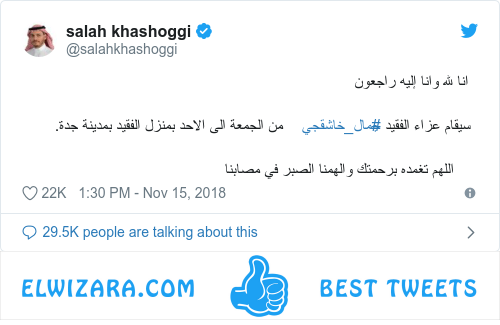 salah khashoggi
@salahkhashoggi
انا لله وانا إليه راجعون
سيقام عزاء الفقيد #جمال_خاشقجي من الجمعة الى الاحد بمنزل الفقيد بمدينة جدة.
اللهم تغمده برحمتك والهمنا الصبر في مصابنا
22K 1:30 PM - Nov 15, 2018
29.5K people are talking about this
ELWIZARA.COM BEST TWEETS